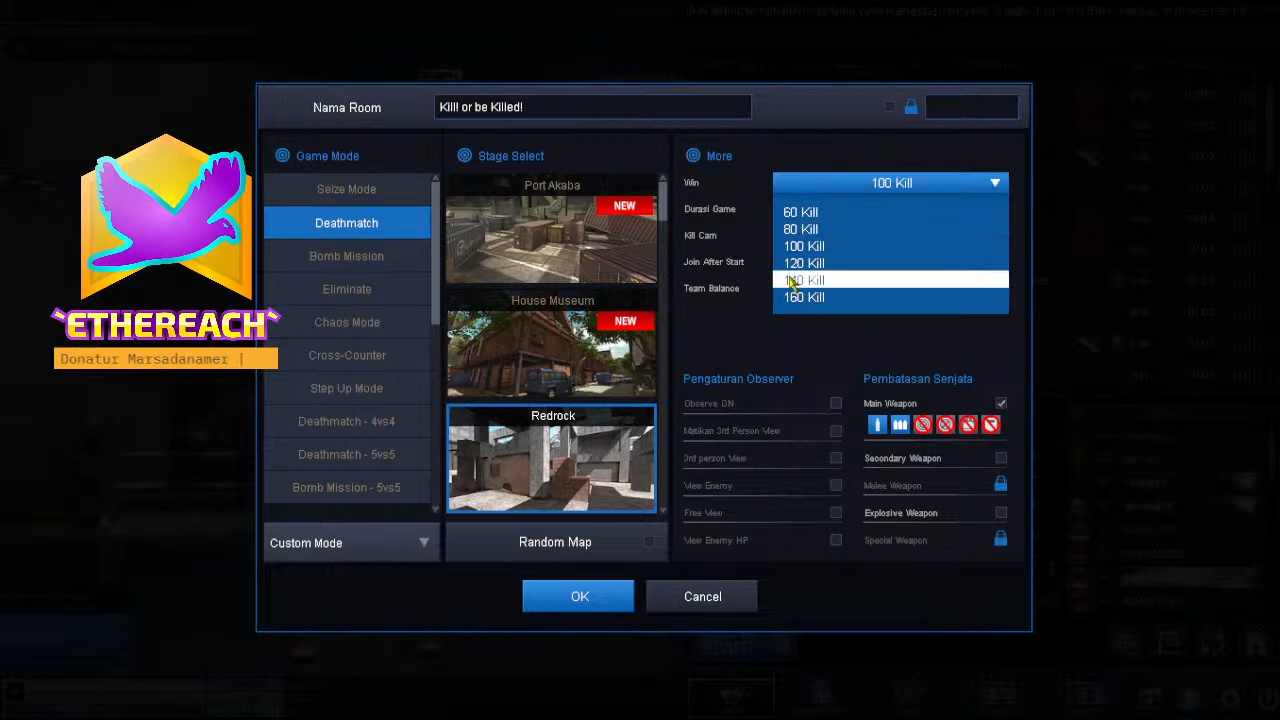 Nama Room
Kill! or be Killed!
Game Mode
Seize Mode
Deathmatch
Bomb Mission
Eliminate
Chaos Mode
Cross-Counter
Step Up Mode
Deathmatch - 4vs4
Deathmatch - 5vs5
Bomb Mission - 5vs5
Custom Mode
Stage Select
Port Akaba
NEW
House Museum
NEW
Redrock
Random Map
More
Win
100 Kill
60 Kill
80 Kill
100 Kill
120 Kill
140 Kill
160 Kill
Durasi Game
Kill Cam
Join After Start
Team Balance
Pengaturan Observer
Observe ON
Matikan 3rd Person View
3rd person View
View Enemy
Free View
View Enemy HP
Pembatasan Senjata
Main Weapon
Secondary Weapon
Melee Weapon
Explosive Weapon
Special Weapon
OK
Cancel
`ETHEREACH`
Donatur Marsadanamer |